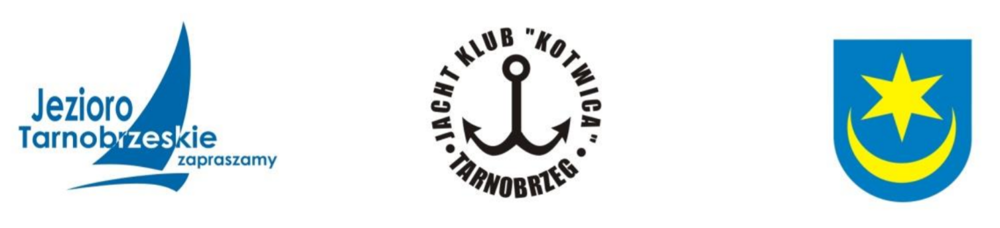 Jezioro
Tarnobrzeskie
zapraszamy
JACHT KLUB "KOTWICA"
• TARNOBRZEG •